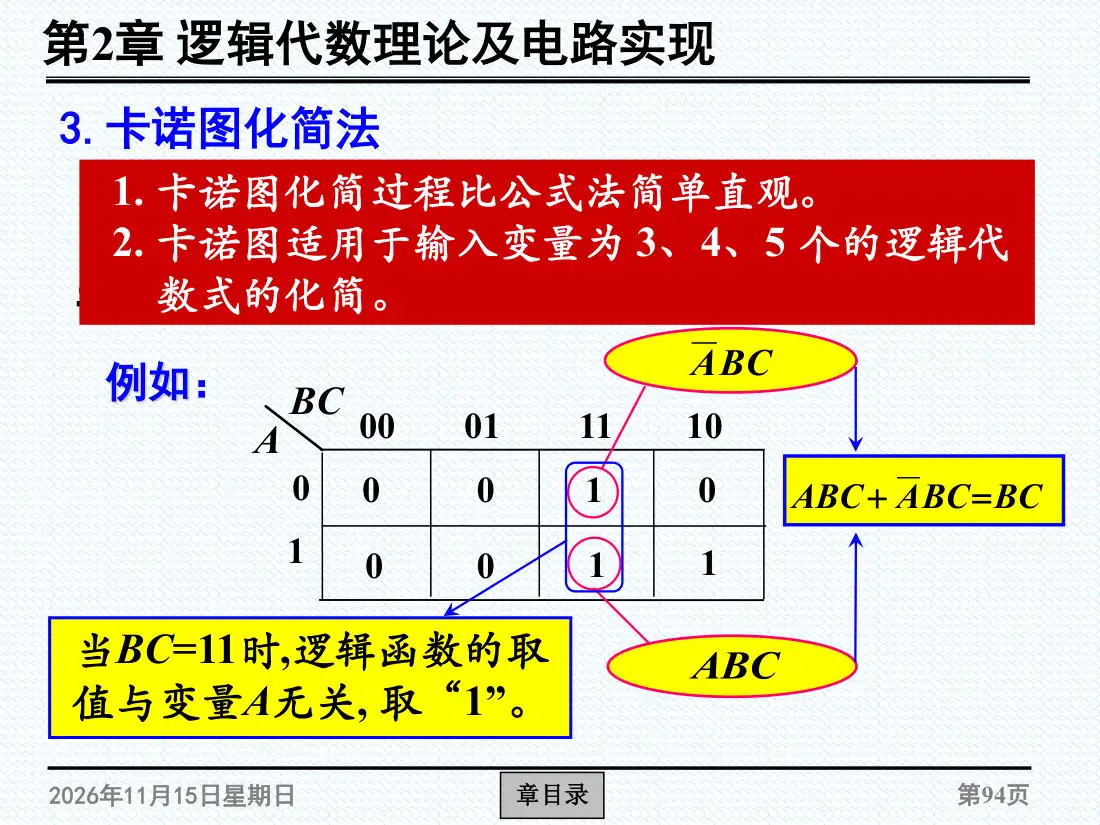 第2章 逻辑代数理论及电路实现
3. 卡诺图化简法
1. 卡诺图化简过程比公式法简单直观。
2. 卡诺图适用于输入变量为 3、4、5 个的逻辑代
数式的化简。
A̅BC
例如：
BC
A
00 01 11 10
0 0 0 1 0
ABC + A̅BC=BC
1 0 0 1 1
当BC=11时,逻辑函数的取
值与变量A无关, 取“1”。
ABC
2026年11月15日星期日
章目录
第94页